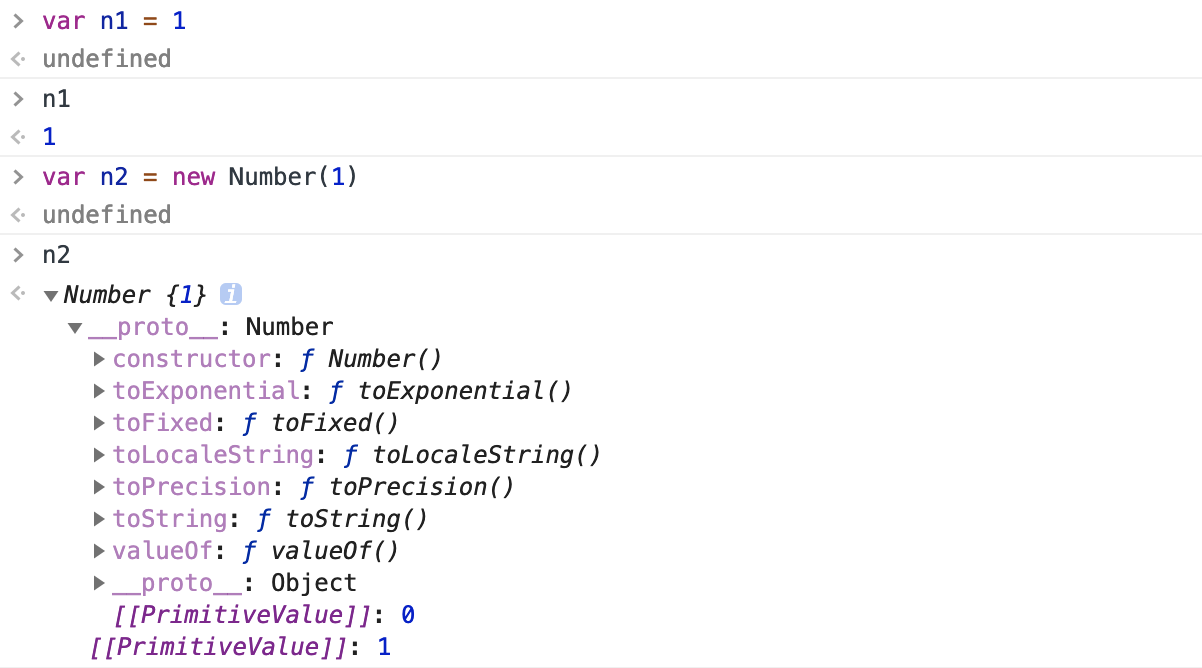 > var n1 = 1
undefined
> n1
1
> var n2 = new Number(1)
undefined
> n2
▼Number {1} i
▼__proto__: Number
▶constructor: ƒ Number()
▶toExponential: ƒ toExponential()
▶toFixed: ƒ toFixed()
▶toLocaleString: ƒ toLocaleString()
▶toPrecision: ƒ toPrecision()
▶toString: ƒ toString()
▶valueOf: ƒ valueOf()
▶__proto__: Object
[[PrimitiveValue]]: 0
[[PrimitiveValue]]: 1